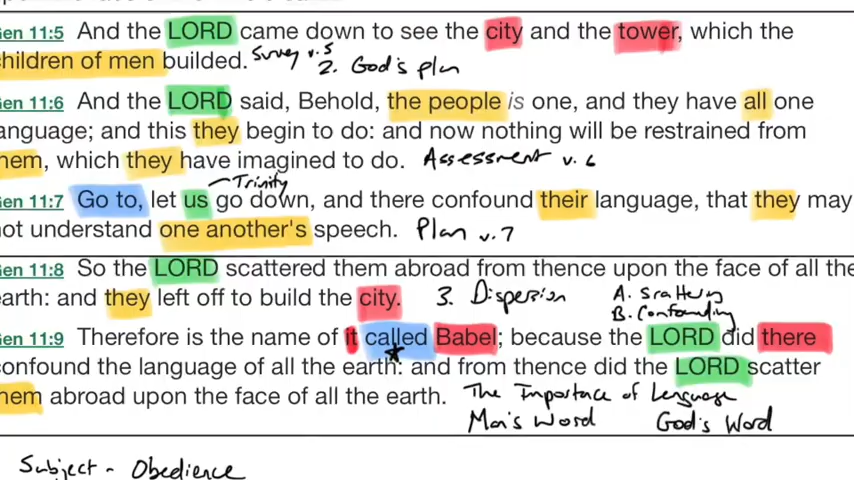 Gen 11:5 And the LORD came down to see the city and the tower, which the
children of men builded. Survey v.5
2. God's plan
Gen 11:6 And the LORD said, Behold, the people is one, and they have all one
language; and this they begin to do: and now nothing will be restrained from
them, which they have imagined to do. Assessment v. 6
Trinity
Gen 11:7 Go to, let us go down, and there confound their language, that they may
not understand one another's speech. Plan v.7
Gen 11:8 So the LORD scattered them abroad from thence upon the face of all the
earth: and they left off to build the city. 3. Dispersion A. Scattering
B. Confounding
Gen 11:9 Therefore is the name of it called Babel; because the LORD did there
confound the language of all the earth: and from thence did the LORD scatter
them abroad upon the face of all the earth. The Importance of Language
Man's Word God's Word
Subject - Obedience